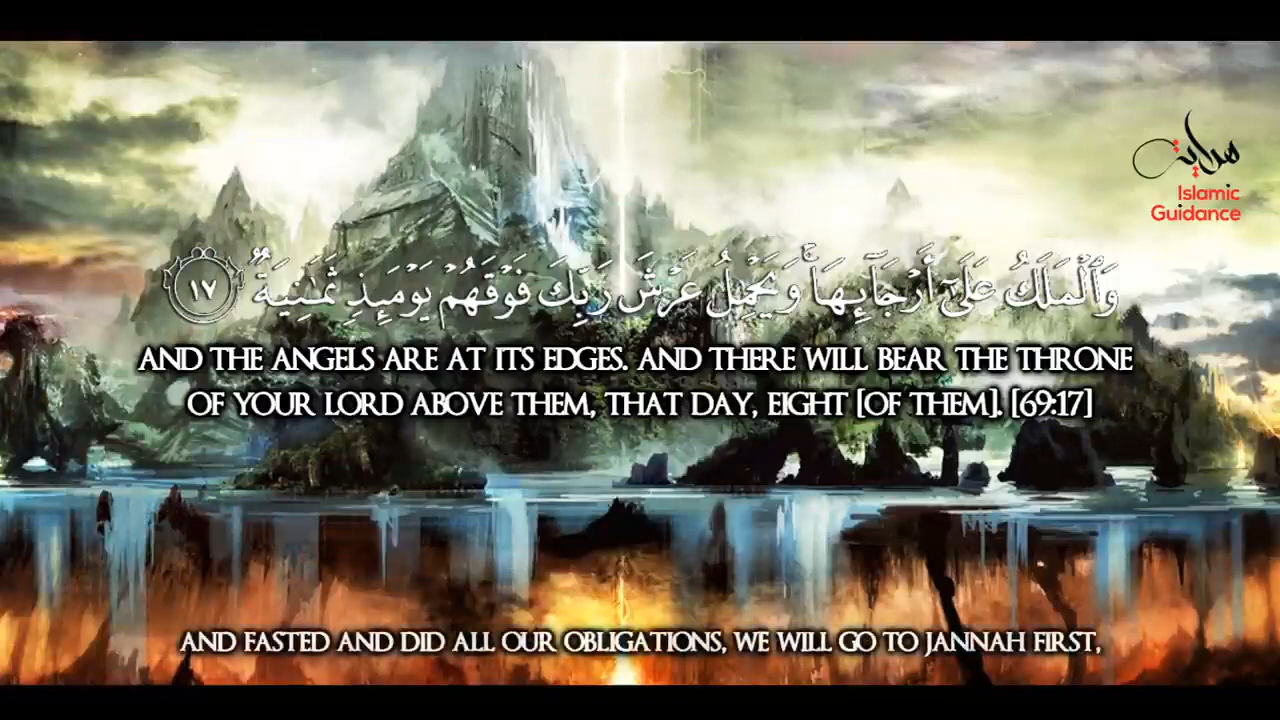 هداية
Islamic
Guidance
وَٱلْمَلَكُ عَلَىٰٓ أَرْجَآئِهَا ۚ وَيَحْمِلُ عَرْشَ رَبِّكَ فَوْقَهُمْ يَوْمَئِذٍ ثَمَٰنِيَةٌ ١٧
AND THE ANGELS ARE AT ITS EDGES. AND THERE WILL BEAR THE THRONE
OF YOUR LORD ABOVE THEM, THAT DAY, EIGHT [OF THEM]. [69:17]
AND FASTED AND DID ALL OUR OBLIGATIONS, WE WILL GO TO JANNAH FIRST,